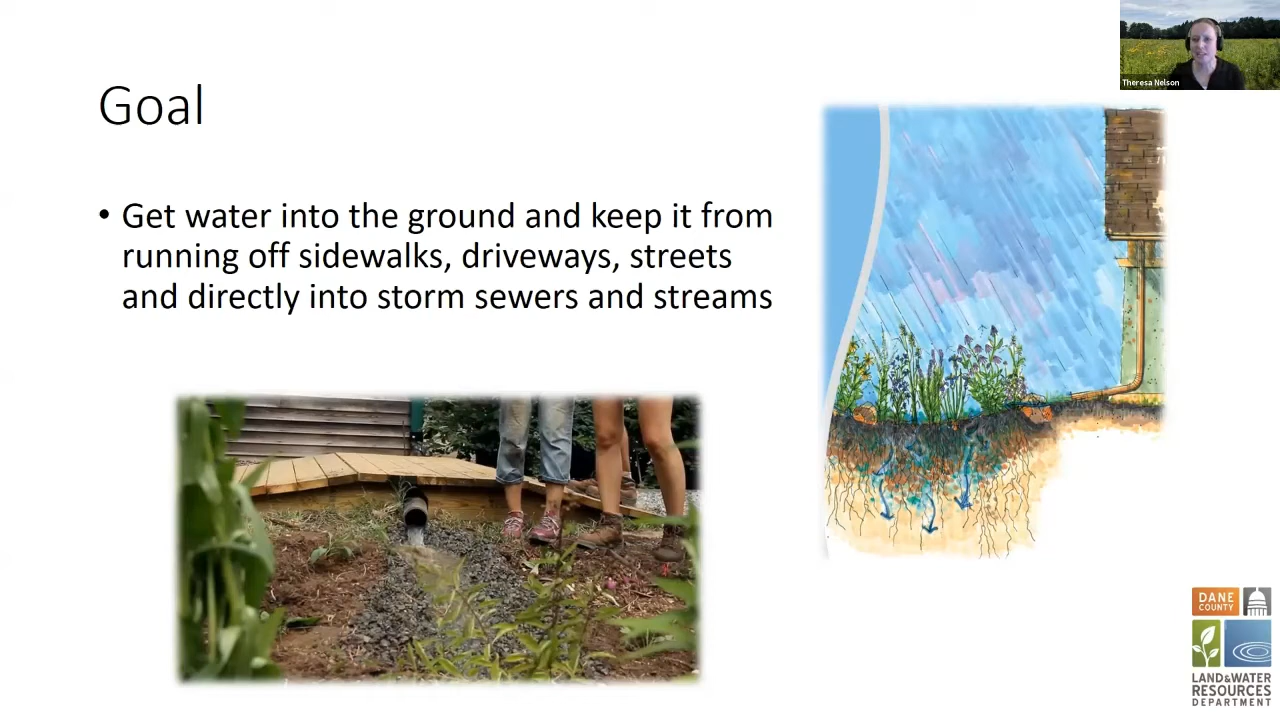 Theresa Nelson
Goal
• Get water into the ground and keep it from
running off sidewalks, driveways, streets
and directly into storm sewers and streams
DANE
COUNTY
LAND & WATER
RESOURCES
DEPARTMENT